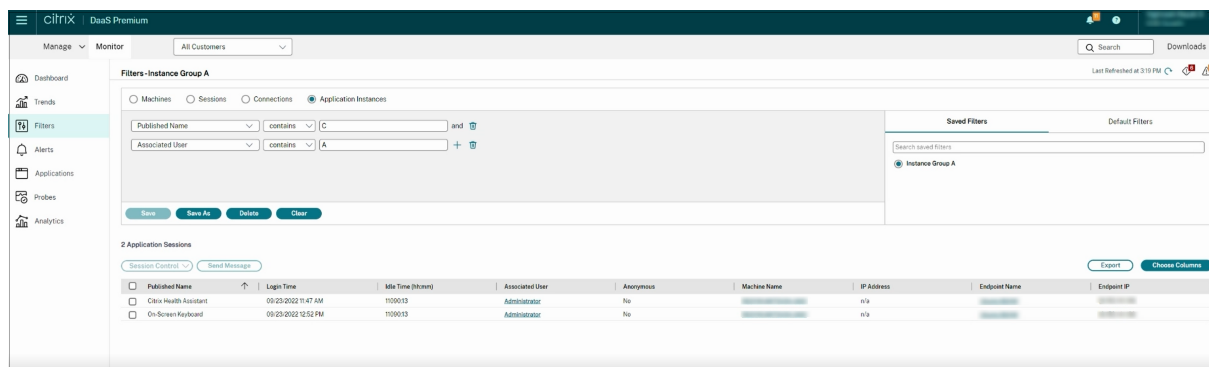 citrix | DaaS Premium
Manage Monitor All Customers Search Downloads
Dashboard
Trends
Filters
Alerts
Applications
Probes
Analytics
Filters - Instance Group A Last Refreshed at 3:19 PM
Machines Sessions Connections Application Instances
Published Name contains C and
Associated User contains A
Save Save As Delete Clear
Saved Filters Default Filters
Search saved filters
Instance Group A
2 Application Sessions
Session Control Send Message Export Choose Columns
Published Name Login Time Idle Time (hh:mm) Associated User Anonymous Machine Name IP Address Endpoint Name Endpoint IP
Citrix Health Assistant 09/23/2022 11:47 AM 11090:13 Administrator No n/a
On-Screen Keyboard 09/23/2022 12:52 PM 11090:13 Administrator No n/a